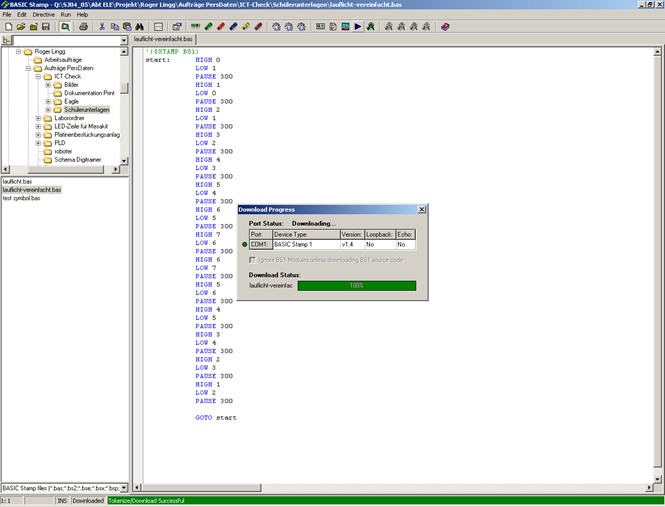 BASIC Stamp - Q:\SJ04_05\Abt ELE\Projekt\Roger Lingg\Aufträge PersDaten\ICT-Check\Schülerunterlagen\lauflicht-vereinfacht.bas
File Edit Directive Run Help
lauflicht-vereinfacht.bas
Roger Lingg
Arbeitsaufträge
Aufträge PersDaten
ICT-Check
Bilder
Dokumentation Print
Eagle
Schülerunterlagen
Laborordner
LED-Zeile für Mesakit
Platinenbestückungsanlag
PLD
roboter
Schema Digitrainer
lauflicht.bas
lauflicht-vereinfacht.bas
test symbol.bas
BASIC Stamp files (*.bas;*.bs2;*.bse;*.bsx;*.bsp;
'{$STAMP BS1}
start: HIGH 0
LOW 1
PAUSE 300
HIGH 1
LOW 0
PAUSE 300
HIGH 2
LOW 1
PAUSE 300
HIGH 3
LOW 2
PAUSE 300
HIGH 4
LOW 3
PAUSE 300
HIGH 5
LOW 4
PAUSE 300
HIGH 6
LOW 5
PAUSE 300
HIGH 7
LOW 6
PAUSE 300
HIGH 6
LOW 7
PAUSE 300
HIGH 5
LOW 6
PAUSE 300
HIGH 4
LOW 5
PAUSE 300
HIGH 3
LOW 4
PAUSE 300
HIGH 2
LOW 3
PAUSE 300
HIGH 1
LOW 2
PAUSE 300
GOTO start
Download Progress
Port Status: Downloading...
Port: Device Type: Version: Loopback: Echo:
COM1: BASIC Stamp 1 v1.4 No No
Ignore BS1 Modules unless downloading BS1 source code
Download Status:
lauflicht-vereinfac 100%
1: 1 INS Downloaded Tokenize/Download Successful